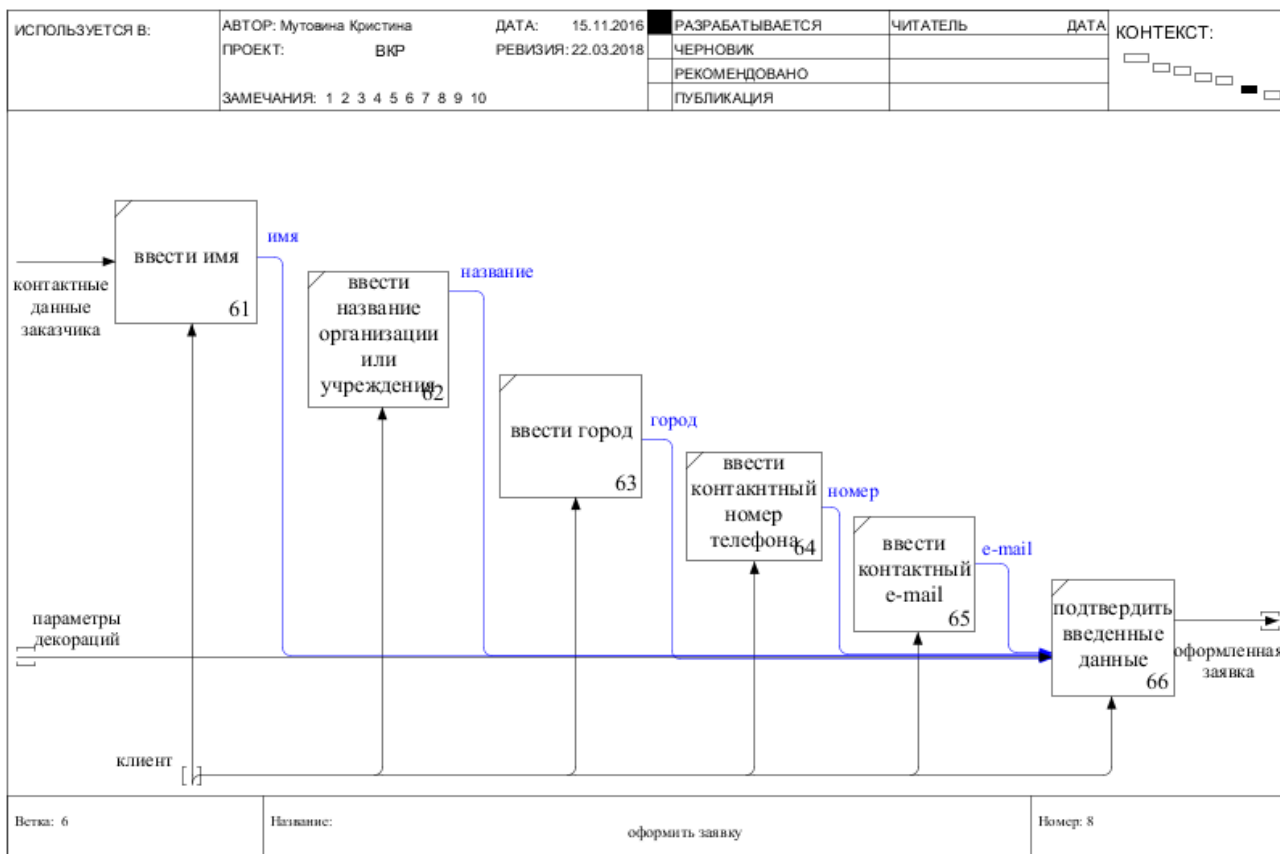 ИСПОЛЬЗУЕТСЯ В:
АВТОР: Мутовина Кристина
ДАТА: 15.11.2016
РАЗРАБАТЫВАЕТСЯ
ЧИТАТЕЛЬ
ДАТА
КОНТЕКСТ:
ПРОЕКТ: ВКР
РЕВИЗИЯ: 22.03.2018
ЧЕРНОВИК
РЕКОМЕНДОВАНО
ЗАМЕЧАНИЯ: 1 2 3 4 5 6 7 8 9 10
ПУБЛИКАЦИЯ
контактные
данные
заказчика
ввести имя
61
имя
ввести
название
организации
или
учреждения
62
название
ввести город
63
город
ввести
контакнтный
номер
телефона
64
номер
ввести
контактный
e-mail
65
e-mail
параметры
декораций
подтвердить
введенные
данные
66
оформленная
заявка
клиент
Ветка: 6
Название:
оформить заявку
Номер: 8